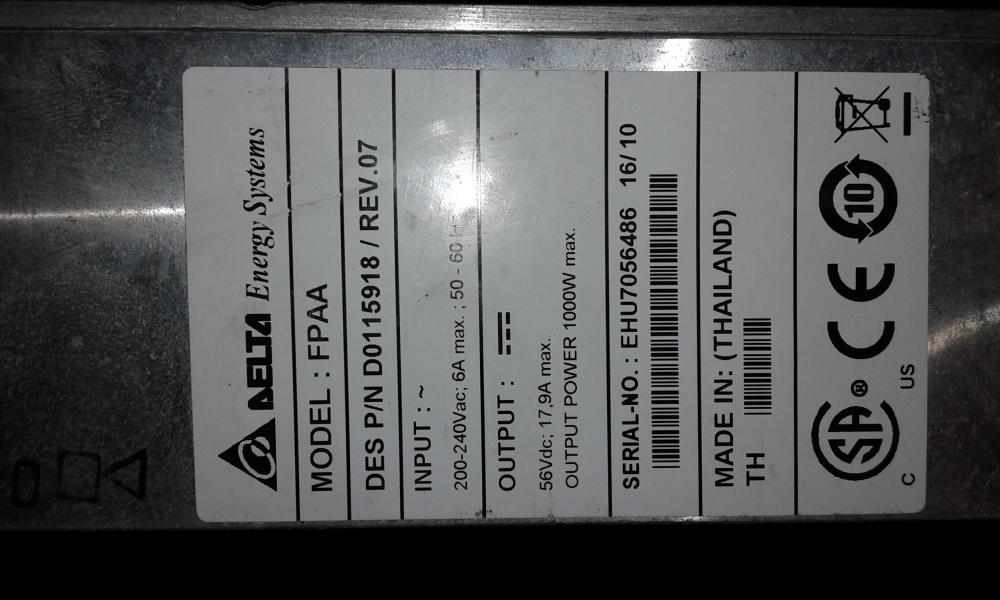 DELTA Energy Systems
MODEL : FPAA
DES P/N D0115918 / REV.07
INPUT : ~
200-240Vac; 6A max. ; 50 - 60
OUTPUT :
56Vdc; 17,9A max.
OUTPUT POWER 1000W max.
SERIAL-NO. : EHU7056486 16/10
MADE IN: (THAILAND)
TH
C SA ® US
CE
10